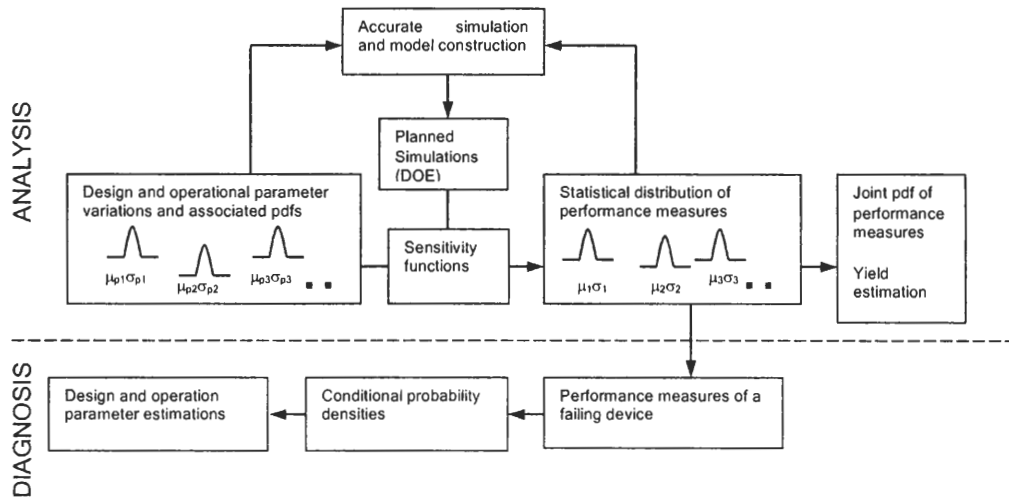 Accurate simulation
and model construction
ANALYSIS
Planned
Simulations
(DOE)
Design and operational parameter
variations and associated pdfs
μp1σp1
μp2σp2
μp3σp3
Sensitivity
functions
Statistical distribution of
performance measures
μ1σ1
μ2σ2
μ3σ3
Joint pdf of
performance
measures
Yield
estimation
DIAGNOSIS
Design and operation
parameter estimations
Conditional probability
densities
Performance measures of a
failing device